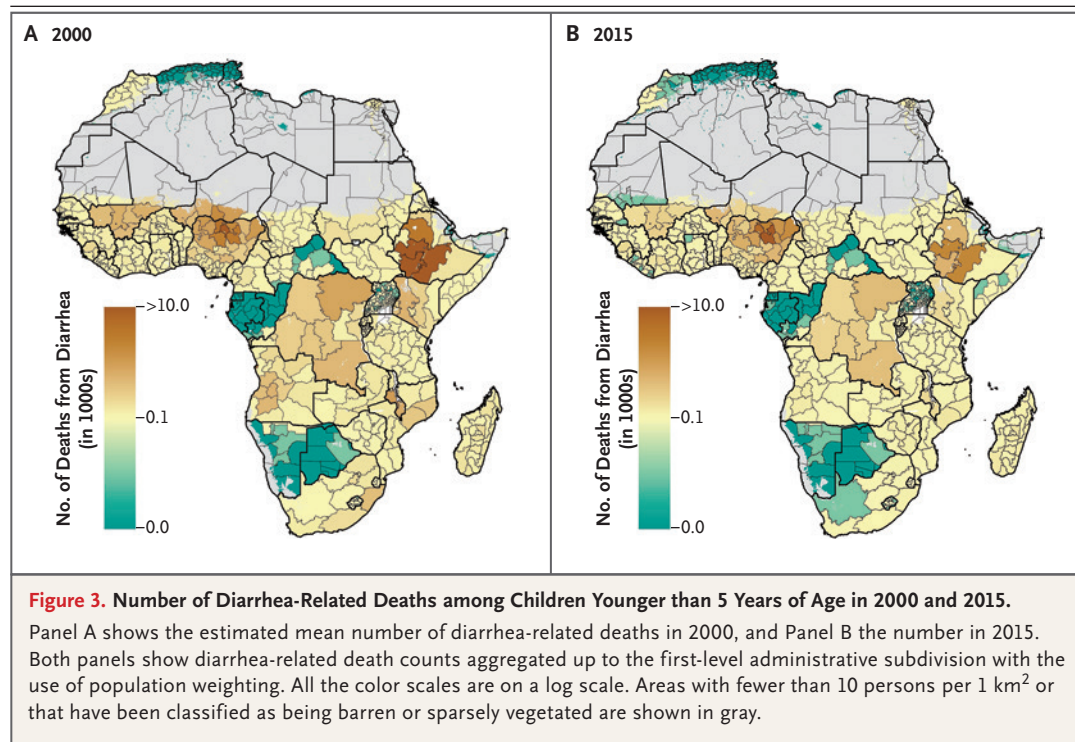 A 2000
B 2015
No. of Deaths from Diarrhea
(in 1000s)
>10.0
0.1
0.0
No. of Deaths from Diarrhea
(in 1000s)
>10.0
0.1
0.0
Figure 3. Number of Diarrhea-Related Deaths among Children Younger than 5 Years of Age in 2000 and 2015.
Panel A shows the estimated mean number of diarrhea-related deaths in 2000, and Panel B the number in 2015.
Both panels show diarrhea-related death counts aggregated up to the first-level administrative subdivision with the
use of population weighting. All the color scales are on a log scale. Areas with fewer than 10 persons per 1 km² or
that have been classified as being barren or sparsely vegetated are shown in gray.